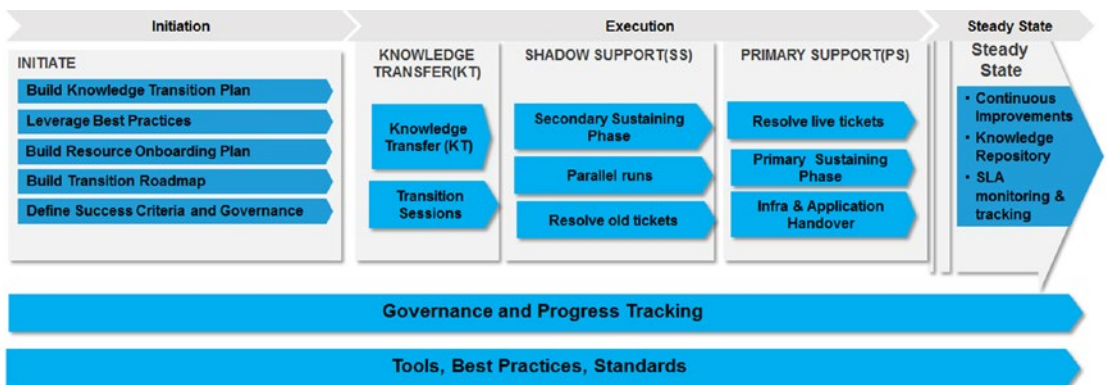 Initiation
Execution
Steady State
INITIATE
Build Knowledge Transition Plan
Leverage Best Practices
Build Resource Onboarding Plan
Build Transition Roadmap
Define Success Criteria and Governance
KNOWLEDGE
TRANSFER(KT)
Knowledge
Transfer (KT)
Transition
Sessions
SHADOW SUPPORT(SS)
Secondary Sustaining
Phase
Parallel runs
Resolve old tickets
PRIMARY SUPPORT(PS)
Resolve live tickets
Primary Sustaining
Phase
Infra & Application
Handover
Steady
State
• Continuous
Improvements
• Knowledge
Repository
• SLA
monitoring &
tracking
Governance and Progress Tracking
Tools, Best Practices, Standards